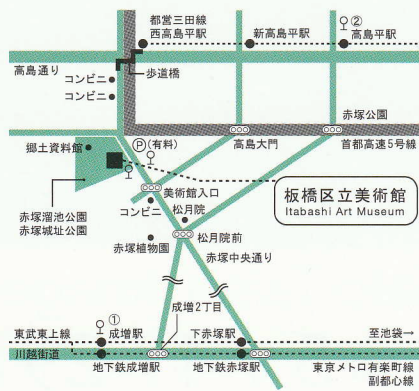 都営三田線
西高島平駅
新高島平駅
②
高島平駅
高島通り
コンビニ
コンビニ
歩道橋
赤塚公園
Ⓟ(有料)
郷土資料館
高島大門
首都高速5号線
美術館入口
板橋区立美術館
Itabashi Art Museum
コンビニ
松月院
赤塚溜池公園
赤塚城址公園
赤塚植物園
松月院前
赤塚中央通り
成増2丁目
①
東武東上線
成増駅
下赤塚駅
至池袋→
川越街道
地下鉄成増駅
地下鉄赤塚駅
東京メトロ有楽町線
副都心線